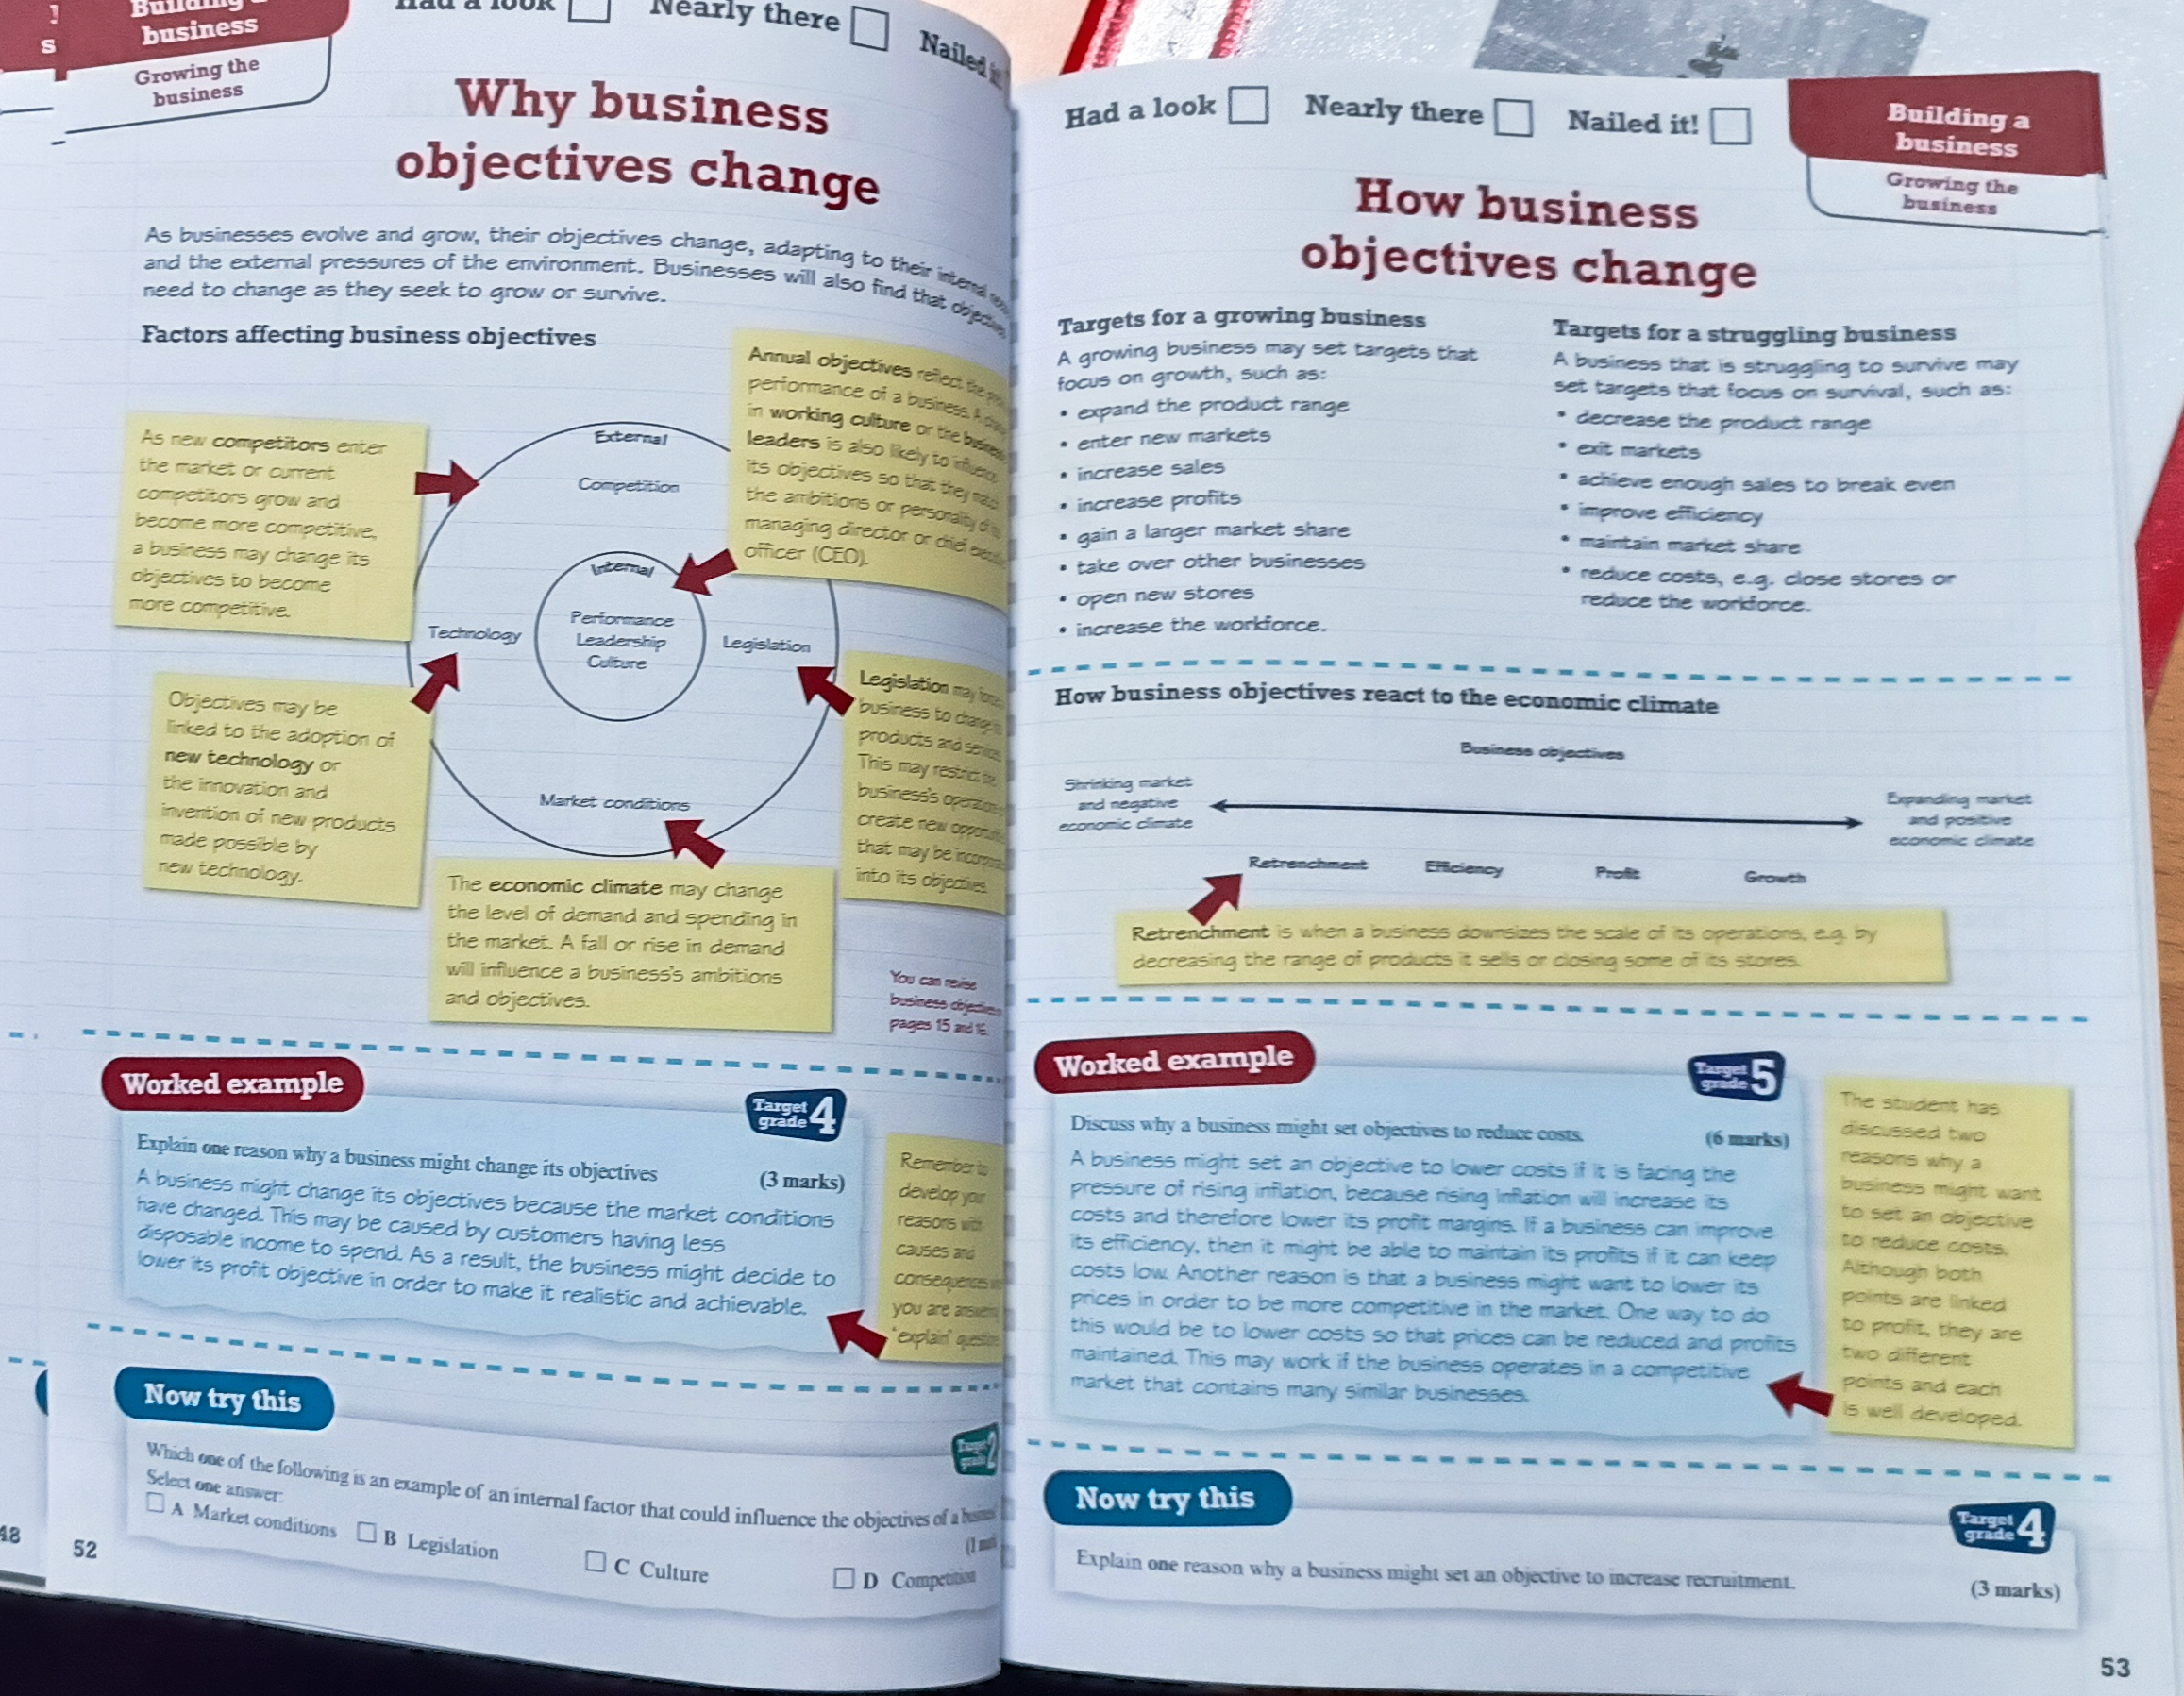 Building
business
Growing the
business
Had a look
Nearly there
Nailed
Why business
objectives change
As businesses evolve and grow, their objectives change, adapting to their internal
and the external pressures of the environment. Businesses will also find that
need to change as they seek to grow or survive.
Factors affecting business objectives
As new competitors enter
the market or current
competitors grow and
become more competitive,
a business may change its
objectives to become
more competitive.
Objectives may be
linked to the adoption of
new technology or
the innovation and
invention of new products
made possible by
new technology.
External
Competition
Internal
Performance
Leadership
Culture
Technology
Legislation
Market conditions
Annual objectives reflect the
performance of a business. A
in working culture or the business
leaders is also likely to influence
its objectives so that they match
the ambitions or personality of
managing director or chief
officer (CEO).
Legislation may
business to change
products and
This may restrict
business's
create new
that may be
into its objectives.
The economic climate may change
the level of demand and spending in
the market. A fall or rise in demand
will influence a business's ambitions
and objectives.
You can revise
business objectives
pages 15 and 16.
Worked example
Target
grade 4
Explain one reason why a business might change its objectives (3 marks)
A business might change its objectives because the market conditions
have changed. This may be caused by customers having less
disposable income to spend. As a result, the business might decide to
lower its profit objective in order to make it realistic and achievable.
Remember to
develop your
reasons with
causes and
consequences
you are
'explain'
Now try this
Target
grade 2
Which one of the following is an example of an internal factor that could influence the objectives of a
Select one answer:
A Market conditions B Legislation C Culture D Competition
48
52
Had a look
Nearly there
Nailed it!
Building a
business
Growing the
business
How business
objectives change
Targets for a growing business
A growing business may set targets that
focus on growth, such as:
• expand the product range
• enter new markets
• increase sales
• increase profits
• gain a larger market share
• take over other businesses
• open new stores
• increase the workforce.
Targets for a struggling business
A business that is struggling to survive may
set targets that focus on survival, such as:
• decrease the product range
• exit markets
• achieve enough sales to break even
• improve efficiency
• maintain market share
• reduce costs, e.g. close stores or
reduce the workforce.
How business objectives react to the economic climate
Business objectives
Shrinking market
and negative
economic climate
Expanding market
and positive
economic climate
Retrenchment Efficiency Profit Growth
Retrenchment is when a business downsizes the scale of its operations, e.g. by
decreasing the range of products it sells or closing some of its stores.
Worked example
Target
grade 5
Discuss why a business might set objectives to reduce costs. (6 marks)
A business might set an objective to lower costs if it is facing the
pressure of rising inflation, because rising inflation will increase its
costs and therefore lower its profit margins. If a business can improve
its efficiency, then it might be able to maintain its profits if it can keep
costs low. Another reason is that a business might want to lower its
prices in order to be more competitive in the market. One way to do
this would be to lower costs so that prices can be reduced and profits
maintained. This may work if the business operates in a competitive
market that contains many similar businesses.
The student has
discussed two
reasons why a
business might want
to set an objective
to reduce costs.
Although both
points are linked
to profit, they are
two different
points and each
is well developed.
Now try this
Target
grade 4
Explain one reason why a business might set an objective to increase recruitment. (3 marks)
53